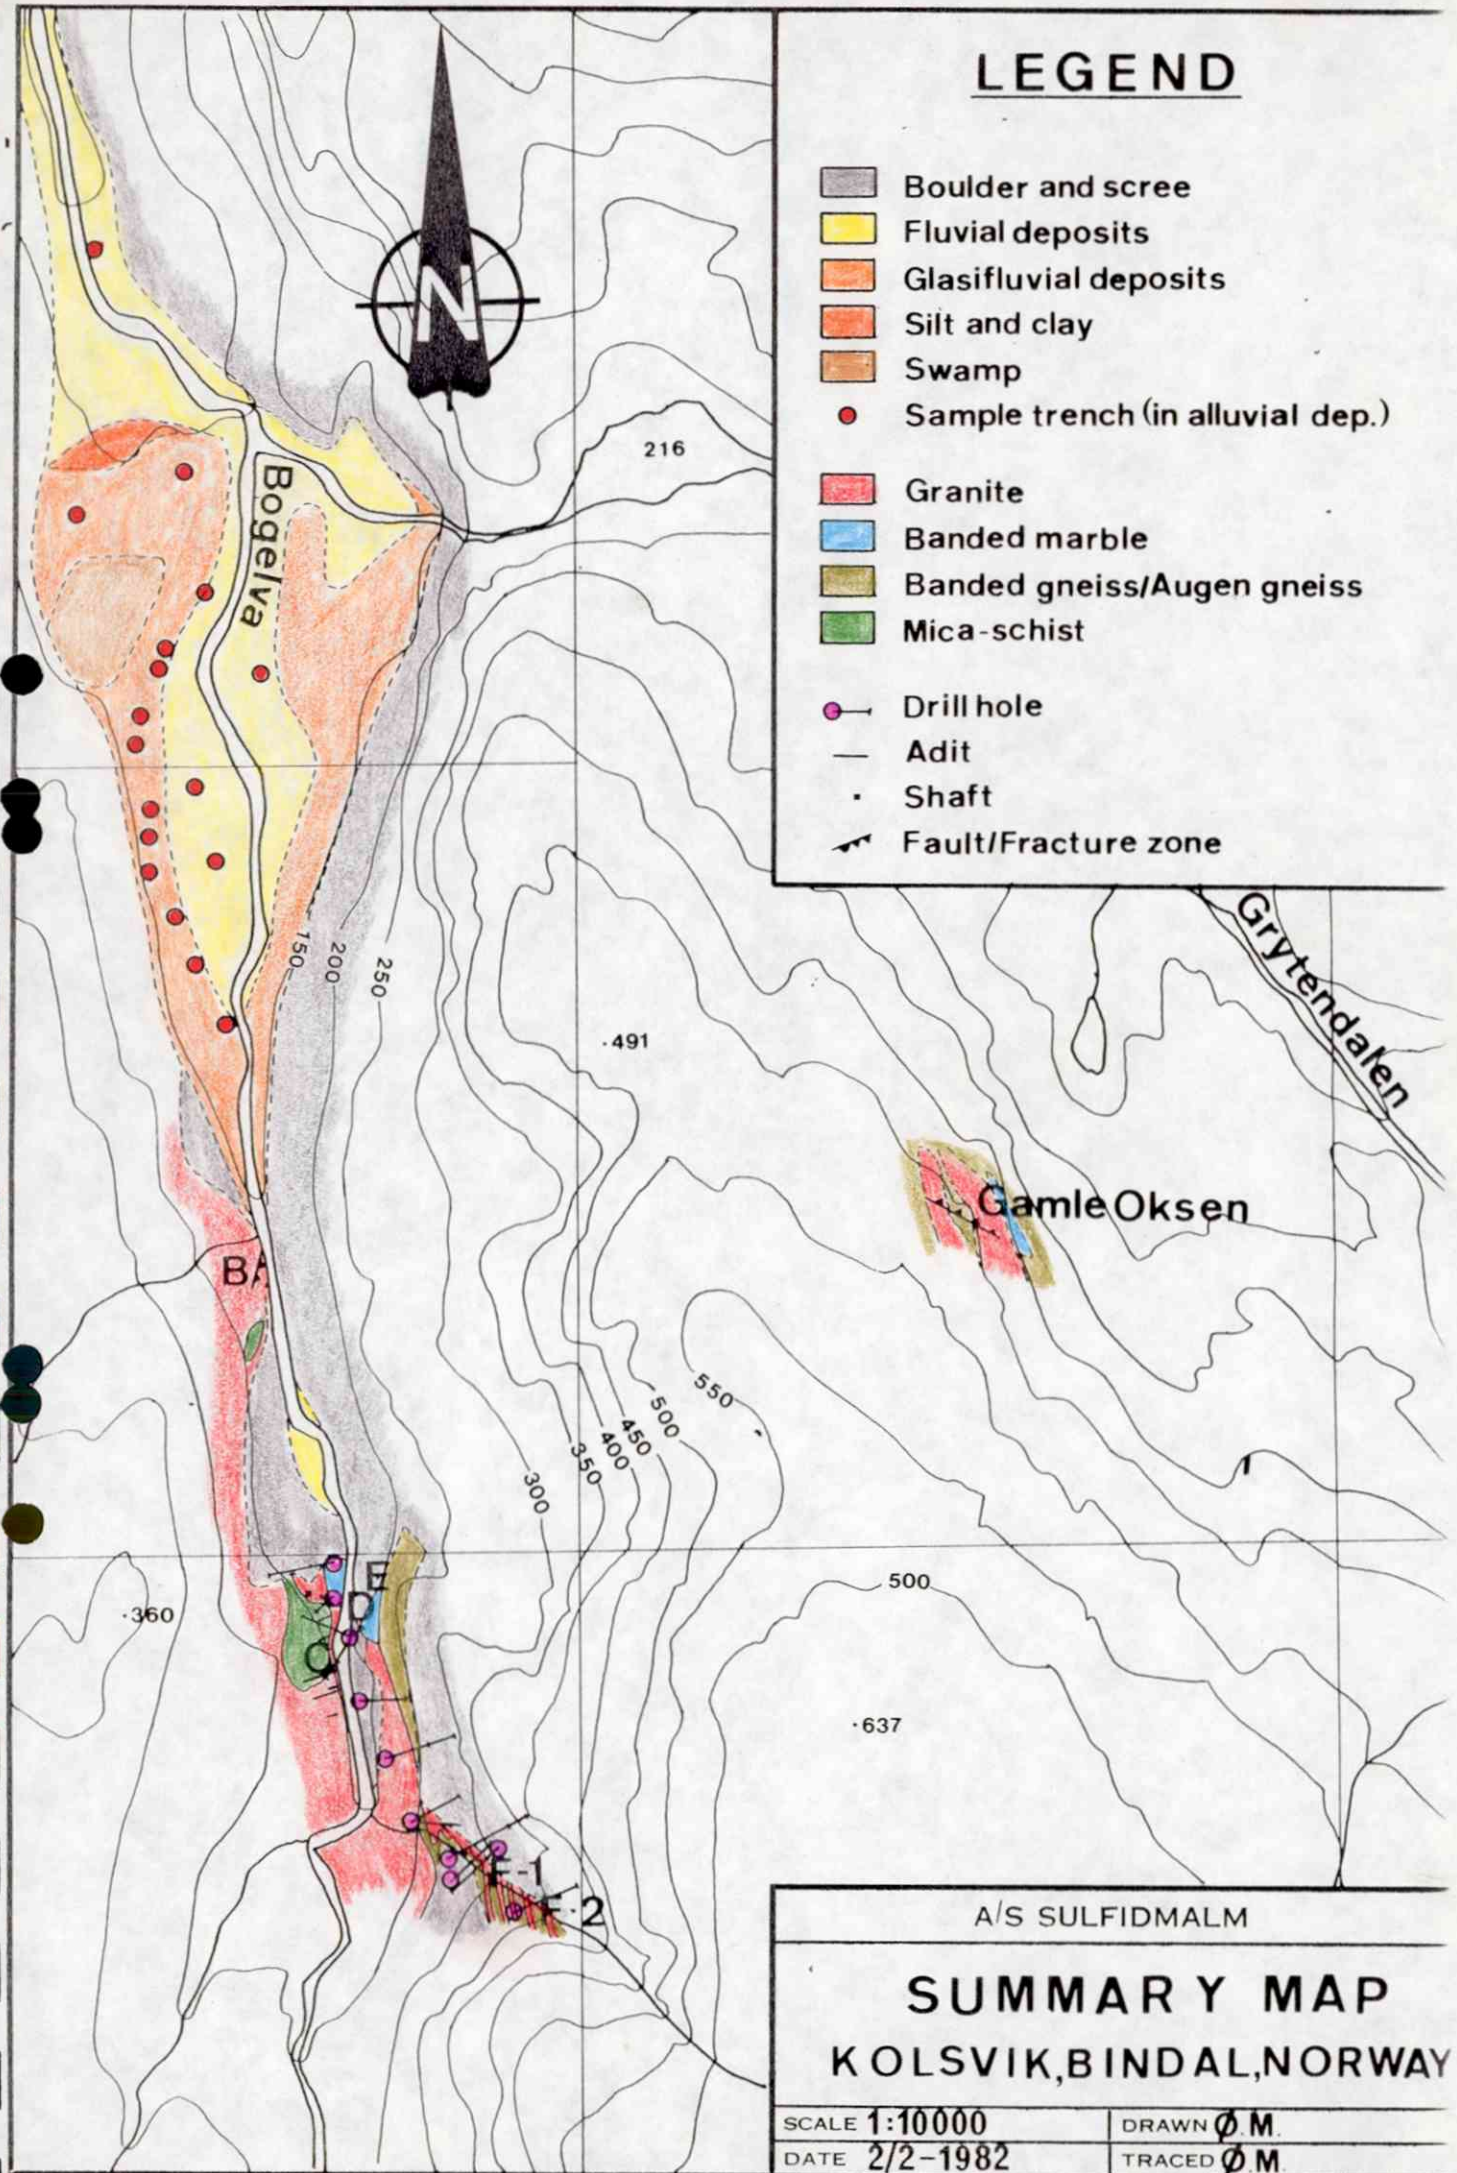 LEGEND
Boulder and scree
Fluvial deposits
Glasifluvial deposits
Silt and clay
Swamp
Sample trench (in alluvial dep.)
Granite
Banded marble
Banded gneiss/Augen gneiss
Mica-schist
Drill hole
Adit
Shaft
Fault/Fracture zone
N
216
Bogelva
150
200
250
491
Grytendalen
Gamle Oksen
BA
300
350
400
450
500
550
500
360
637
E
D
C
F-1
F-2
A/S SULFIDMALM
SUMMARY MAP
KOLSVIK, BINDAL, NORWAY
SCALE 1:10000
DRAWN Ø.M.
DATE 2/2-1982
TRACED Ø.M.